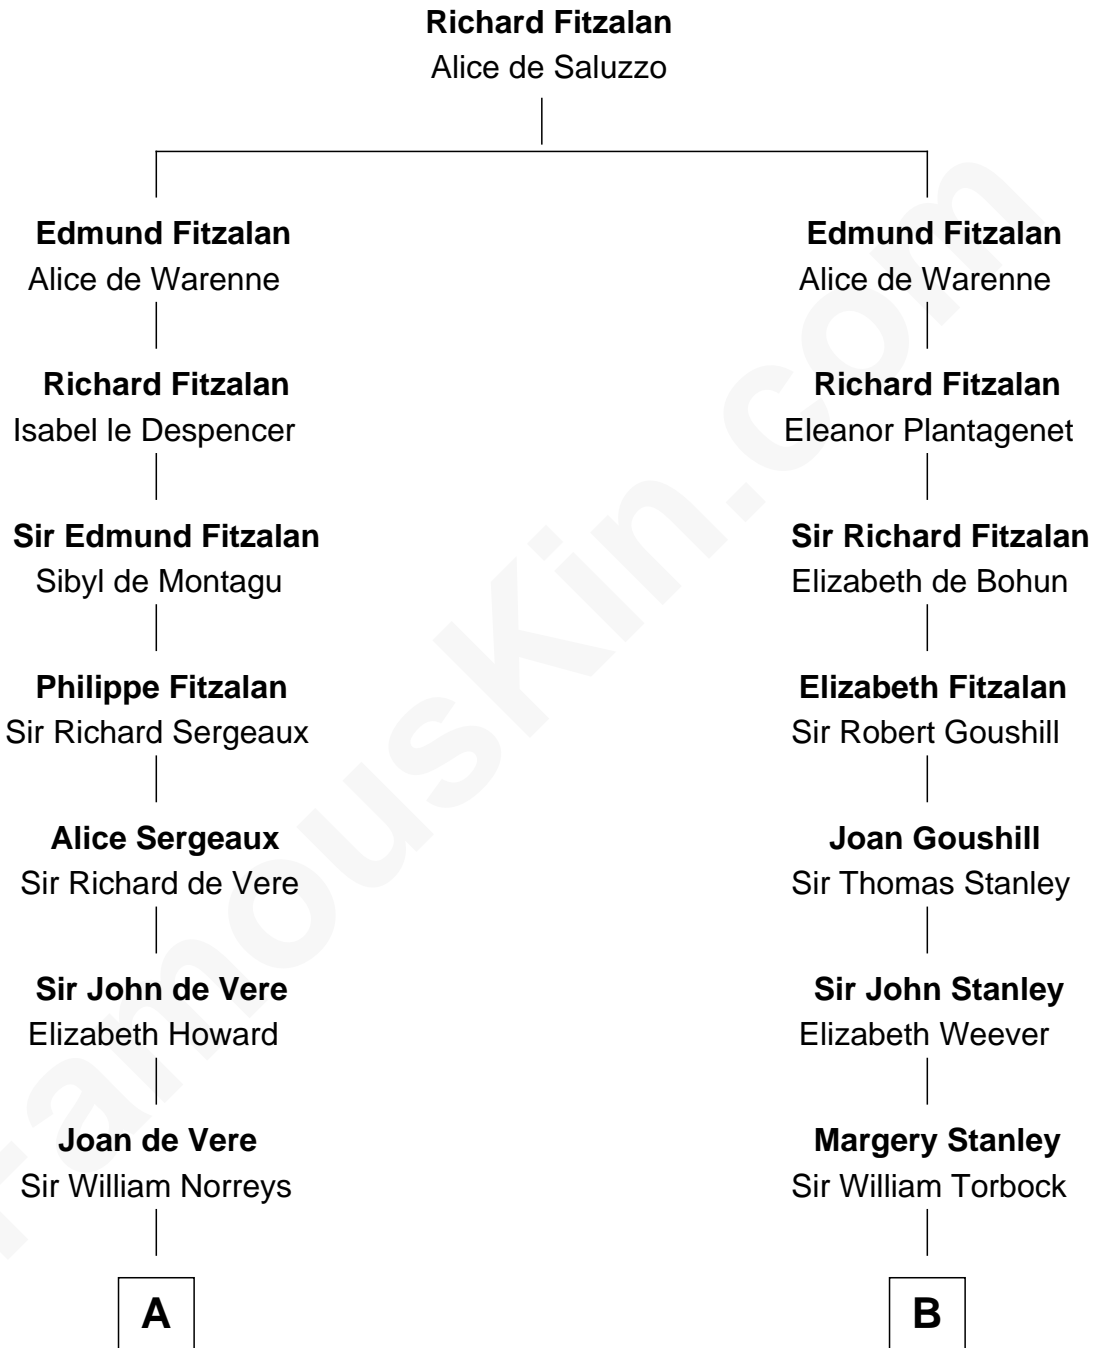 Richard Fitzalan
Alice de Saluzzo
Edmund Fitzalan
Alice de Warenne
Richard Fitzalan
Isabel le Despencer
Sir Edmund Fitzalan
Sibyl de Montagu
Philippe Fitzalan
Sir Richard Sergeaux
Alice Sergeaux
Sir Richard de Vere
Sir John de Vere
Elizabeth Howard
Joan de Vere
Sir William Norreys
A
Edmund Fitzalan
Alice de Warenne
Richard Fitzalan
Eleanor Plantagenet
Sir Richard Fitzalan
Elizabeth de Bohun
Elizabeth Fitzalan
Sir Robert Goushill
Joan Goushill
Sir Thomas Stanley
Sir John Stanley
Elizabeth Weever
Margery Stanley
Sir William Torbock
B
FamousKin.com